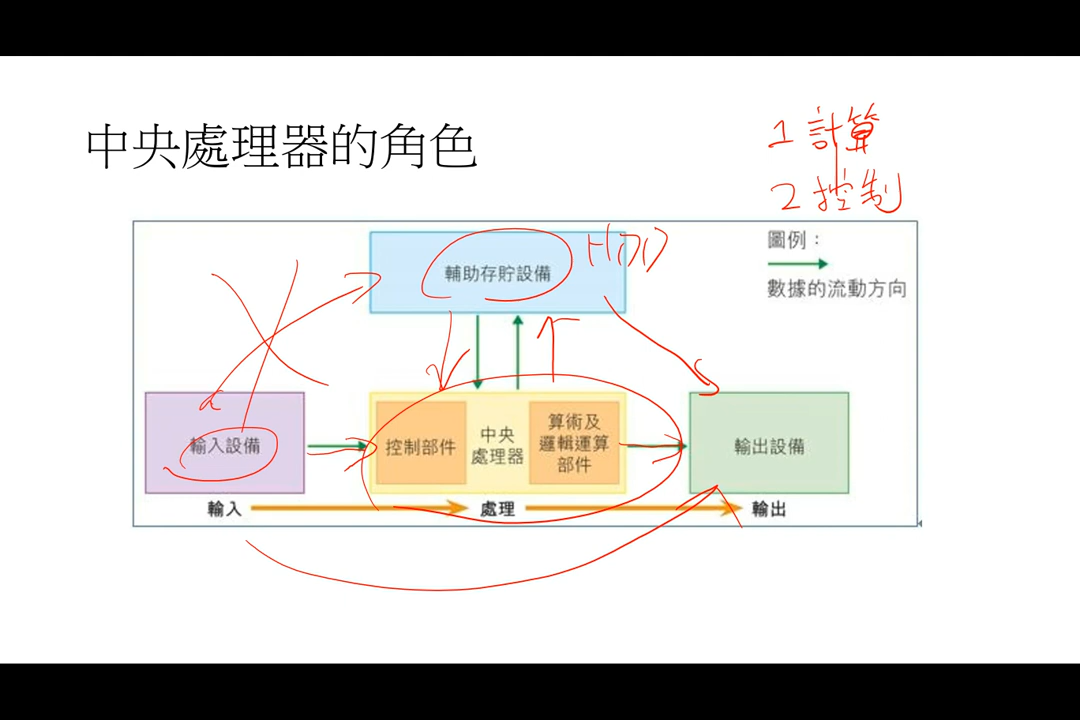 中央處理器的角色
1 計算
2 控制
輔助存貯設備
HDD
圖例：
數據的流動方向
輸入設備
控制部件
中央
處理器
算術及
邏輯運算
部件
輸出設備
輸入
處理
輸出